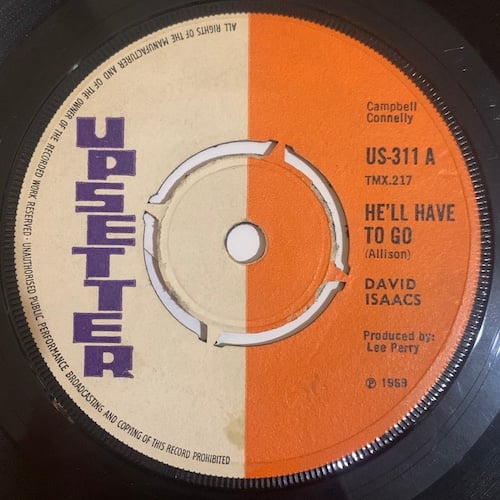 ALL RIGHTS OF THE MANUFACTURER AND OF THE OWNER OF THE RECORDED WORK RESERVED · UNAUTHORISED PUBLIC PERFORMANCE BROADCASTING AND COPYING OF THIS RECORD PROHIBITED
UPSETTER
Campbell
Connelly
US-311 A
TMX.217
HE'LL HAVE
TO GO
(Allison)
DAVID
ISAACS
Produced by:
Lee Perry
℗ 1969